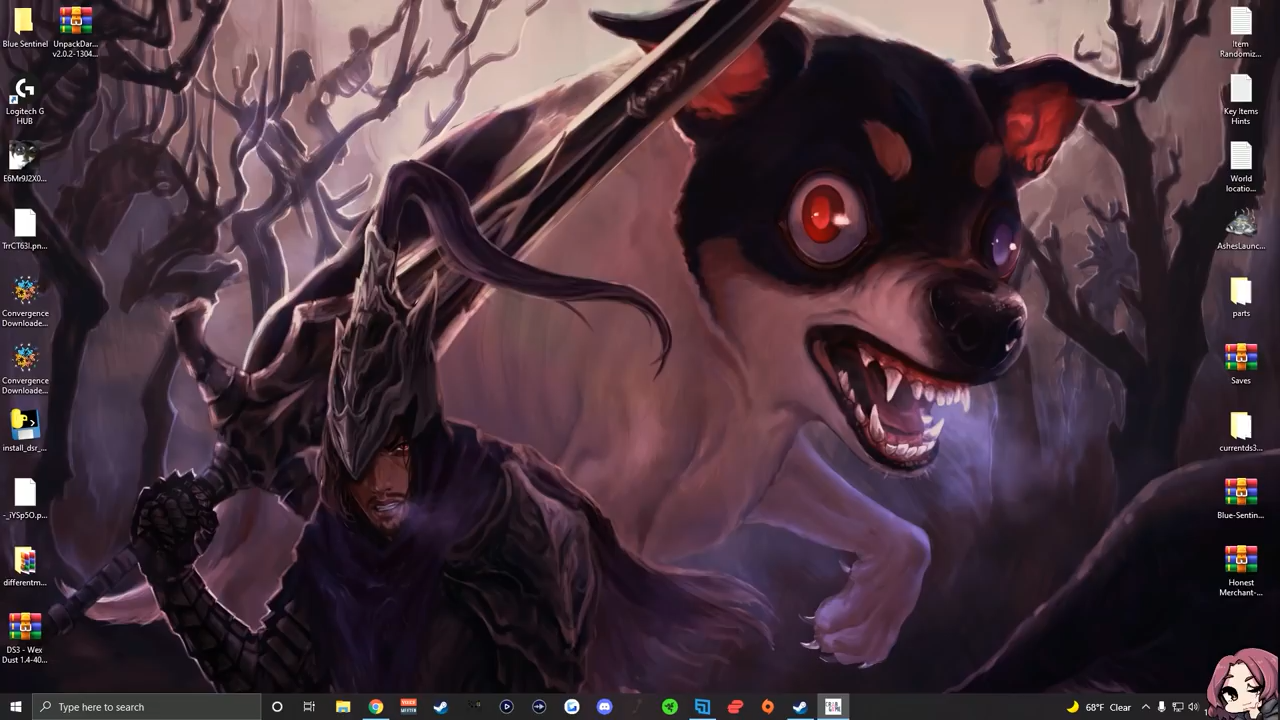 Blue Sentinel
UnpackDar...
v2.0.2-1304...
Logitech G
HUB
E6Mr9J2X0...
TrrCT63I.pn...
Convergence
Downloade...
Convergence
Downloade...
install_dsr_...
-_iYSp5O.p...
differentm...
DS3 - Wex
Dust 1.4-40...
Item
Randomiz...
Key Items
Hints
World
locatio...
AshesLaunc...
parts
Saves
currentds3...
Blue-Sentin...
Honest
Merchant-...
Type here to search
68°F Clear